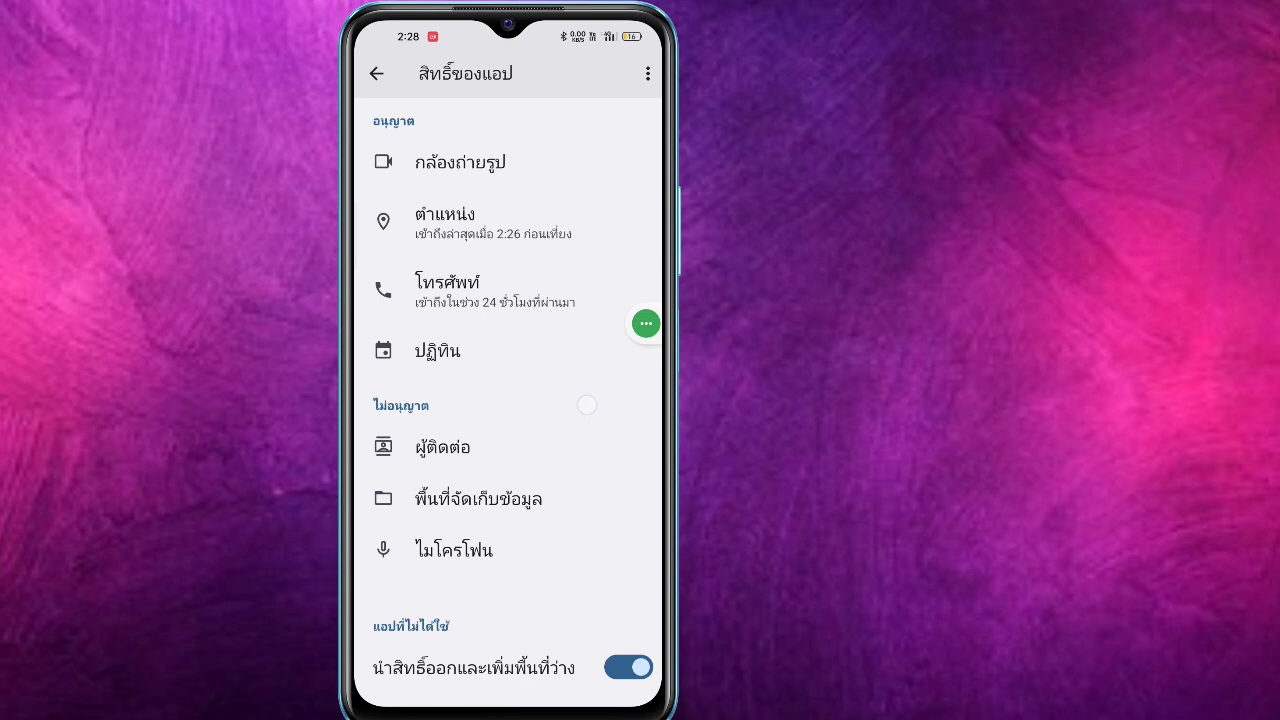 2:28
0.00
KB/S
4G
16
สิทธิ์ของแอป
อนุญาต
กล้องถ่ายรูป
ตำแหน่ง
เข้าถึงล่าสุดเมื่อ 2:26 ก่อนเที่ยง
โทรศัพท์
เข้าถึงในช่วง 24 ชั่วโมงที่ผ่านมา
ปฏิทิน
ไม่อนุญาต
ผู้ติดต่อ
พื้นที่จัดเก็บข้อมูล
ไมโครโฟน
แอปที่ไม่ได้ใช้
นำสิทธิ์ออกและเพิ่มพื้นที่ว่าง